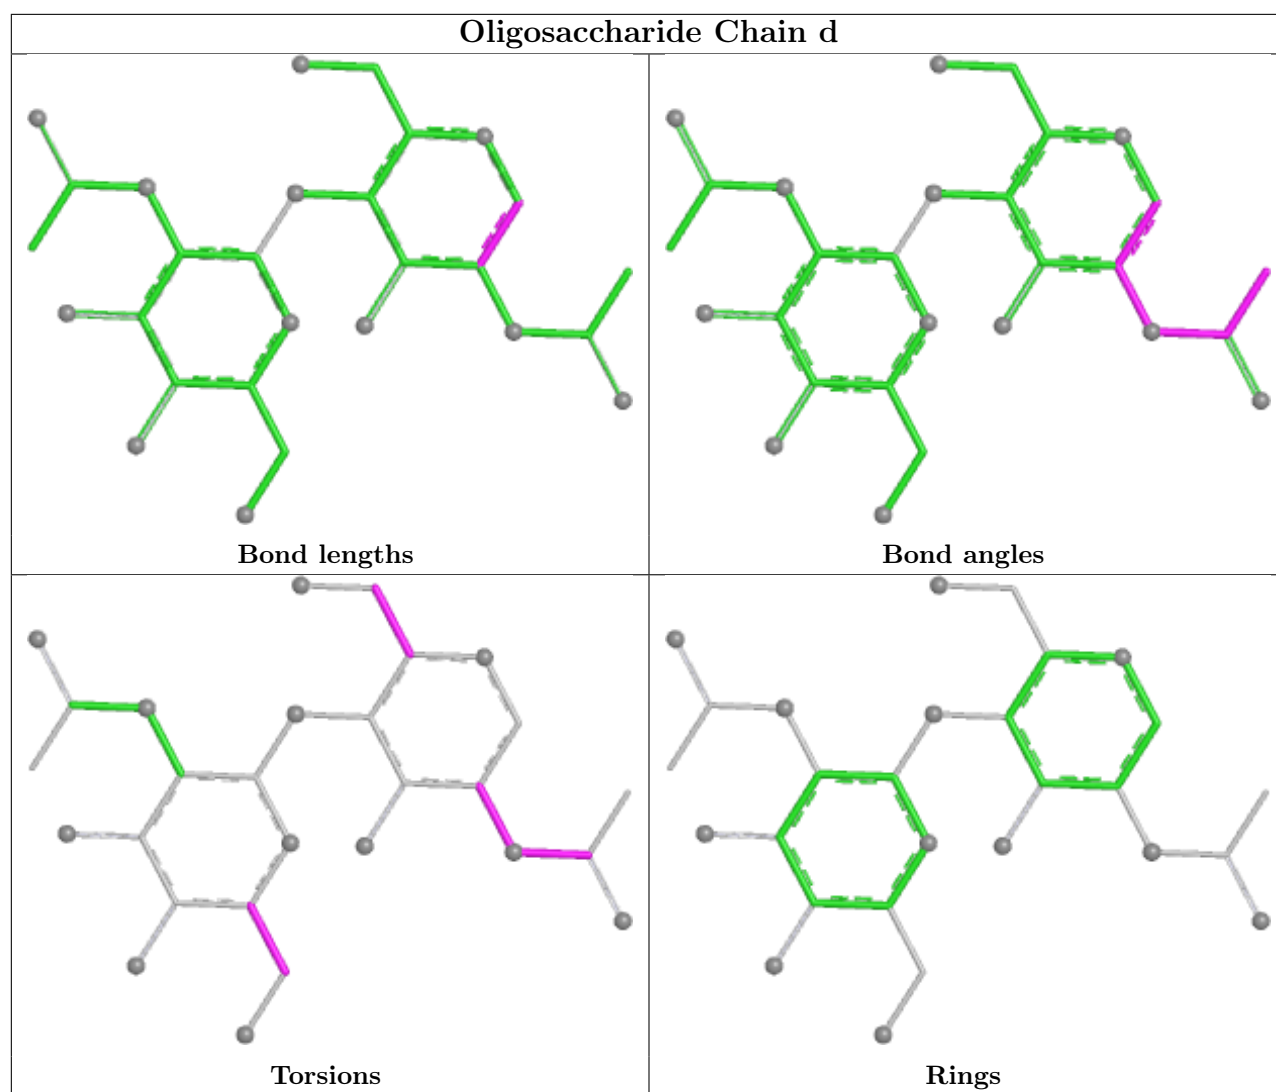 Oligosaccharide Chain d
Bond lengths
Bond angles
Torsions
Rings